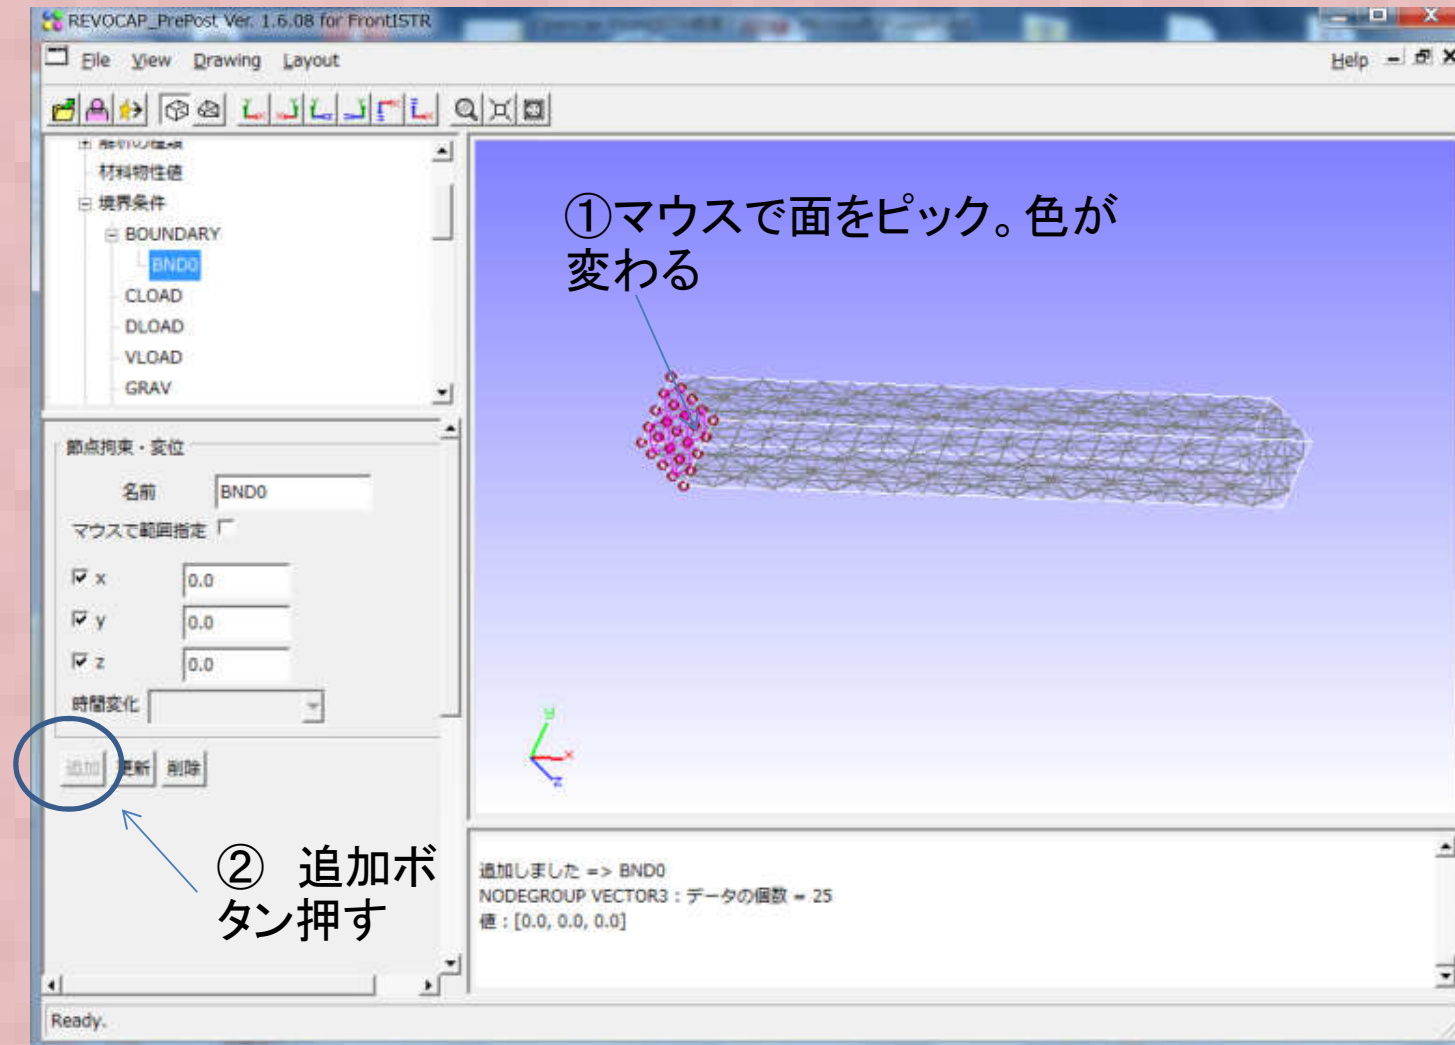 REVOCAP_PrePost Ver. 1.6.08 for FrontISTR
File View Drawing Layout Help
解析の種類
材料物性値
境界条件
BOUNDARY
BND0
CLOAD
DLOAD
VLOAD
GRAV
①マウスで面をピック。色が
変わる
節点拘束・変位
名前 BND0
マウスで範囲指定
x 0.0
y 0.0
z 0.0
時間変化
追加 更新 削除
② 追加ボ
タン押す
y
x
z
追加しました => BND0
NODEGROUP VECTOR3 : データの個数 = 25
値 : [0.0, 0.0, 0.0]
Ready.